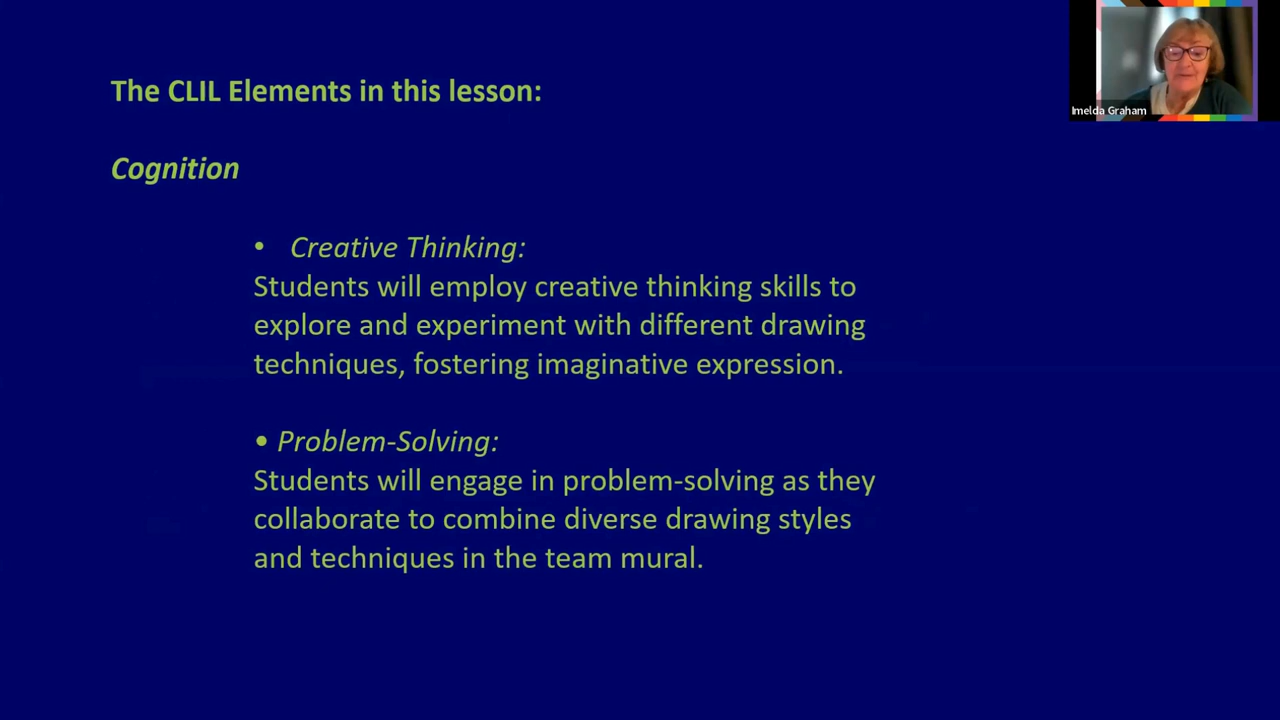 The CLIL Elements in this lesson:
Imelda Graham
Cognition
• Creative Thinking:
Students will employ creative thinking skills to
explore and experiment with different drawing
techniques, fostering imaginative expression.
• Problem-Solving:
Students will engage in problem-solving as they
collaborate to combine diverse drawing styles
and techniques in the team mural.